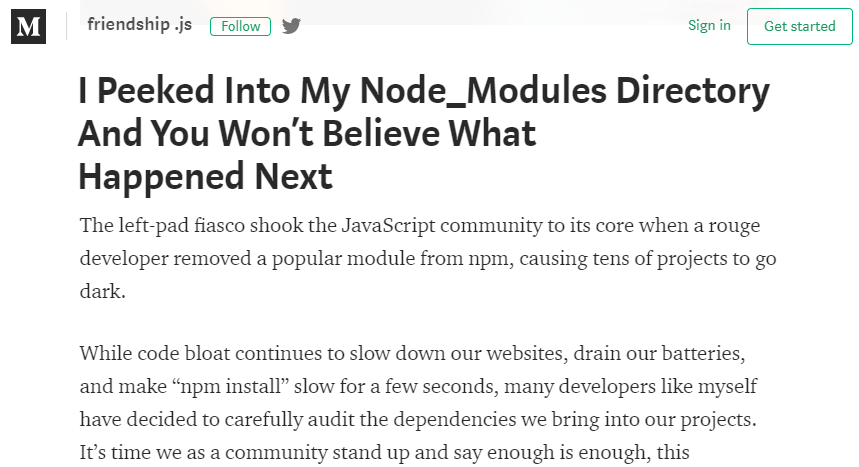 M friendship .js Follow Sign in Get started
I Peeked Into My Node_Modules Directory
And You Won’t Believe What
Happened Next
The left-pad fiasco shook the JavaScript community to its core when a rouge
developer removed a popular module from npm, causing tens of projects to go
dark.
While code bloat continues to slow down our websites, drain our batteries,
and make “npm install” slow for a few seconds, many developers like myself
have decided to carefully audit the dependencies we bring into our projects.
It’s time we as a community stand up and say enough is enough, this